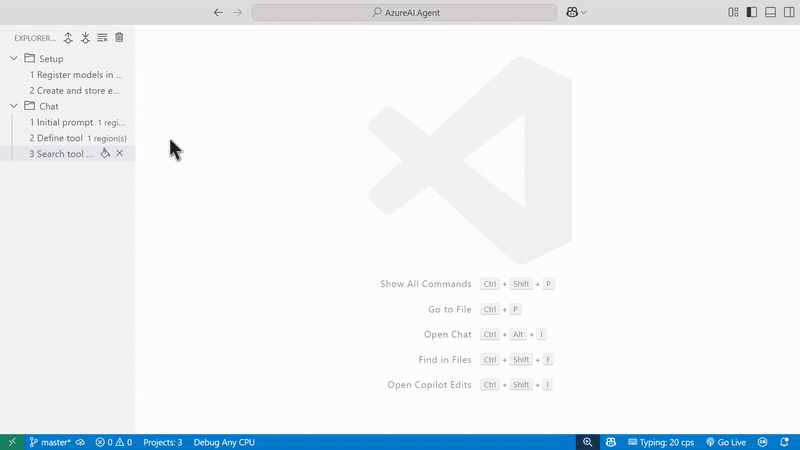 AzureAI.Agent
EXPLORER...
Setup
1 Register models in ...
2 Create and store e...
Chat
1 Initial prompt 1 regi...
2 Define tool 1 region(s)
3 Search tool ...
Show All Commands Ctrl + Shift + P
Go to File Ctrl + P
Open Chat Ctrl + Alt + I
Find in Files Ctrl + Shift + F
Open Copilot Edits Ctrl + Shift + I
master* 0 0 Projects: 3 Debug Any CPU Typing: 20 cps Go Live